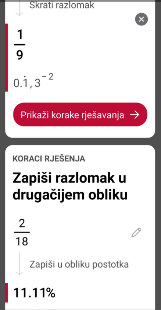 Skrati razlomak
1
9
0.1̇, 3⁻²
Prikaži korake rješavanja →
KORACI RJEŠENJA
Zapiši razlomak u
drugačijem obliku
2
18
Zapiši u obliku postotka
11.11%